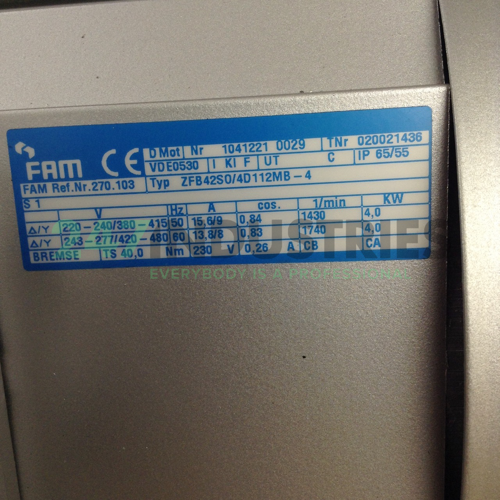 FAM CE D Mot Nr 1041221 0029 TNr 020021436
VDE0530 I Kl F UT C IP 65/55
FAM Ref.Nr.270.103 Typ ZFB42SO/4D112MB-4
S1 V Hz A cos. 1/min KW
Δ/Y 220-240/380-415 50 15,6/9 0,84 1430 4,0
Δ/Y 243-277/420-480 60 13,8/8 0,83 1740 4,0
BREMSE TS 40,0 Nm 230 V 0,26 A CB CA
INDUSTRIES
EVERYBODY IS A PROFESSIONAL